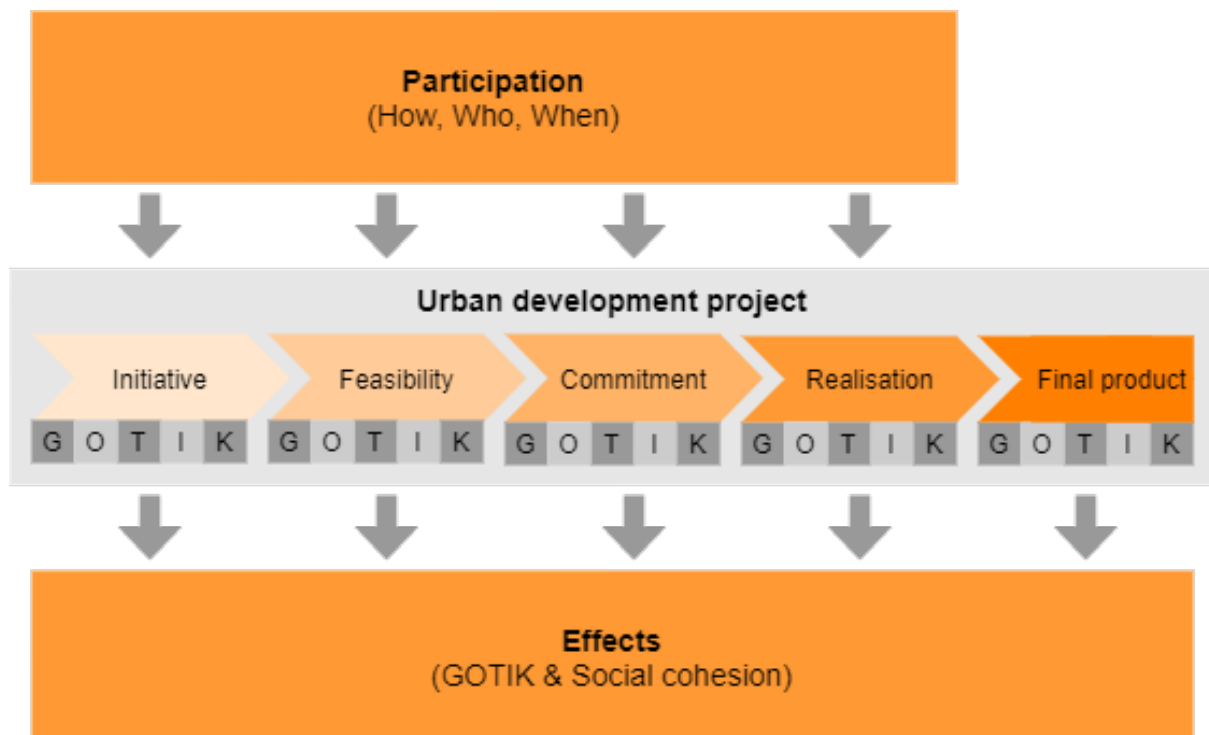 Participation
(How, Who, When)
Urban development project
Initiative
Feasibility
Commitment
Realisation
Final product
G O T I K
G O T I K
G O T I K
G O T I K
G O T I K
Effects
(GOTIK & Social cohesion)